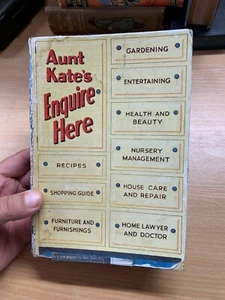 Aunt
Kate's
Enquire
Here
GARDENING
ENTERTAINING
HEALTH AND
BEAUTY
NURSERY
MANAGEMENT
RECIPES
SHOPPING GUIDE
HOUSE CARE
AND REPAIR
FURNITURE AND
FURNISHINGS
HOME LAWYER
AND DOCTOR